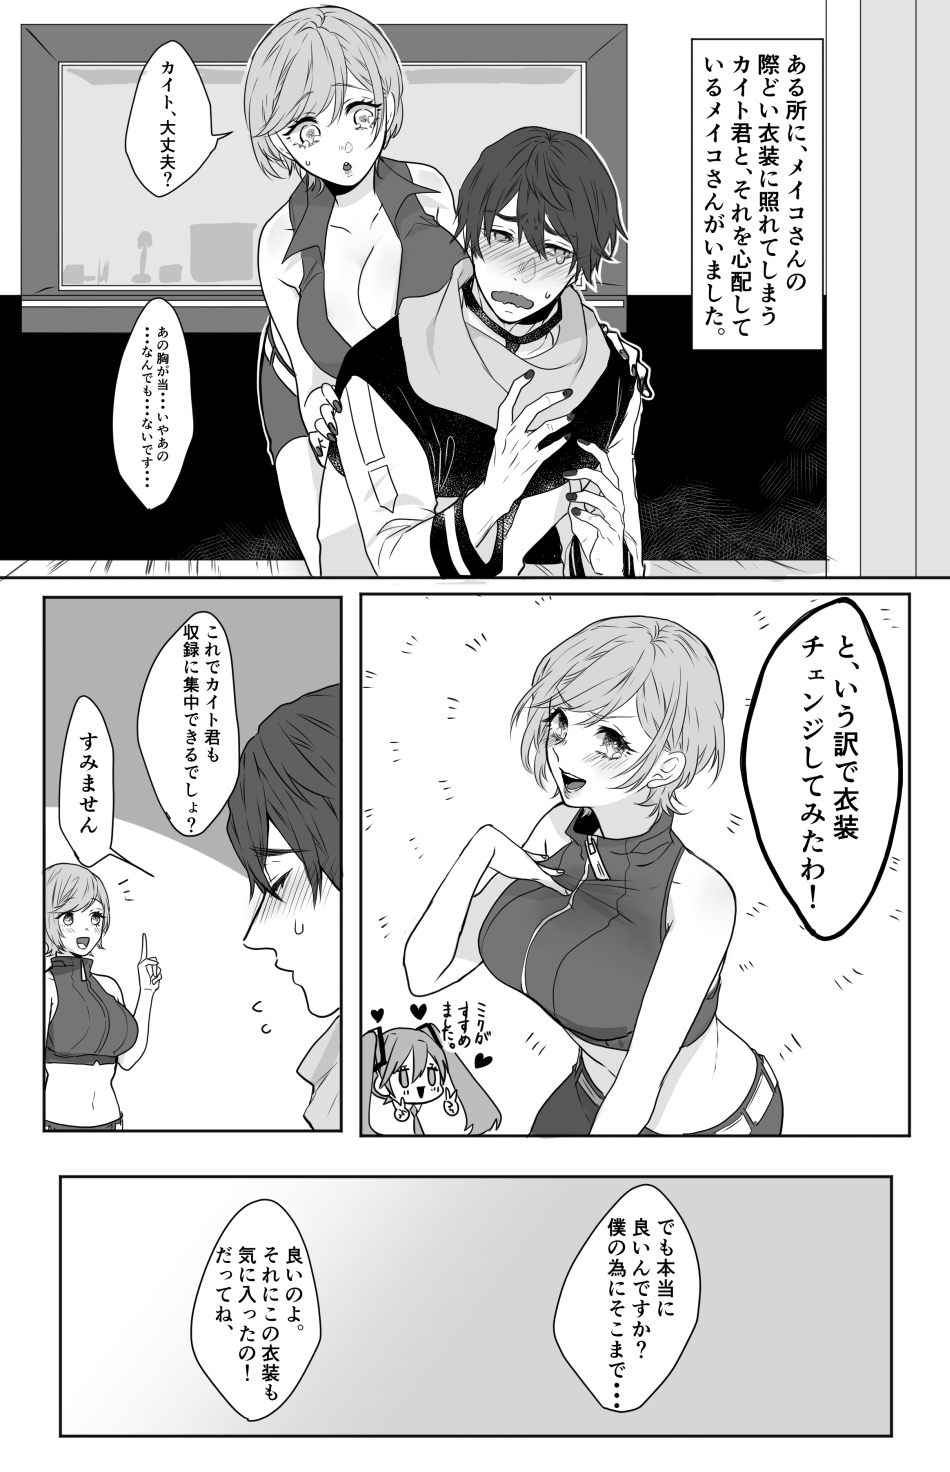 ある所に、メイコさんの
際どい衣装に照れてしまう
カイト君と、それを心配して
いるメイコさんがいました。
カイト、大丈夫?
あの胸が当・・・いやあの
・・・なんでも・・・ないです・・・
と、いう訳で衣装
チェンジしてみたわ!
ミクが
すすめ
ました。
これでカイト君も
収録に集中できるでしょ?
すみません
でも本当に
良いんですか?
僕の為にそこまで・・・
良いのよ。
それにこの衣装も
気に入ったの!
だってね、